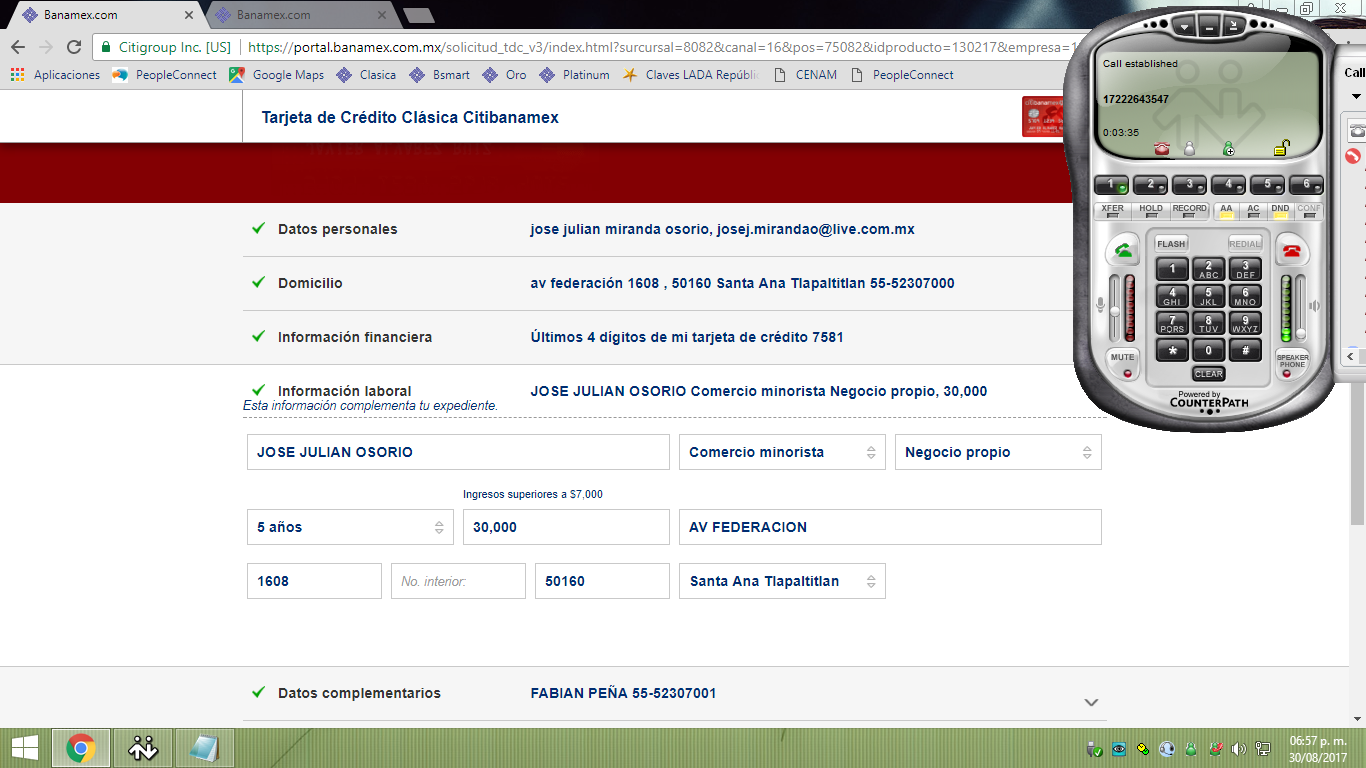 Banamex.com
Banamex.com
Citigroup Inc. [US]
https://portal.banamex.com.mx/solicitud_tdc_v3/index.html?surcursal=8082&canal=16&pos=75082&idproducto=130217&empresa=1
Aplicaciones
PeopleConnect
Google Maps
Clasica
Bsmart
Oro
Platinum
Claves LADA Repúbli
CENAM
PeopleConnect
Tarjeta de Crédito Clásica Citibanamex
Datos personales
jose julian miranda osorio, josej.mirandao@live.com.mx
Domicilio
av federación 1608 , 50160 Santa Ana Tlapaltitlan 55-52307000
Información financiera
Últimos 4 dígitos de mi tarjeta de crédito 7581
Información laboral
JOSE JULIAN OSORIO Comercio minorista Negocio propio, 30,000
Esta información complementa tu expediente.
JOSE JULIAN OSORIO
Comercio minorista
Negocio propio
Ingresos superiores a $7,000
5 años
30,000
AV FEDERACION
1608
No. interior:
50160
Santa Ana Tlapaltitlan
Datos complementarios
FABIAN PEÑA 55-52307001
Call established
17222643547
0:03:35
1 2 3 4 5 6
XFER HOLD RECORD AA AC DND CONF
FLASH REDIAL
1 2 ABC 3 DEF
4 GHI 5 JKL 6 MNO
7 PQRS 8 TUV 9 WXYZ
* 0 #
MUTE
CLEAR
SPEAKER PHONE
Powered by
COUNTERPATH
Call
06:57 p. m.
30/08/2017